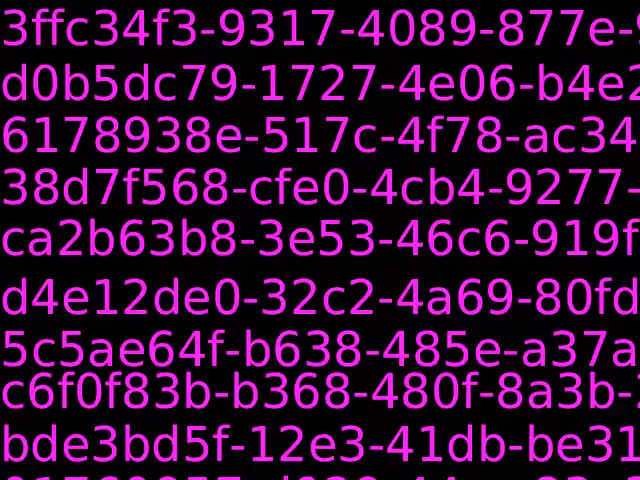 3ffc34f3-9317-4089-877e-
d0b5dc79-1727-4e06-b4e2
6178938e-517c-4f78-ac34
38d7f568-cfe0-4cb4-9277-
ca2b63b8-3e53-46c6-919f
d4e12de0-32c2-4a69-80fd
5c5ae64f-b638-485e-a37a
c6f0f83b-b368-480f-8a3b-
bde3bd5f-12e3-41db-be31